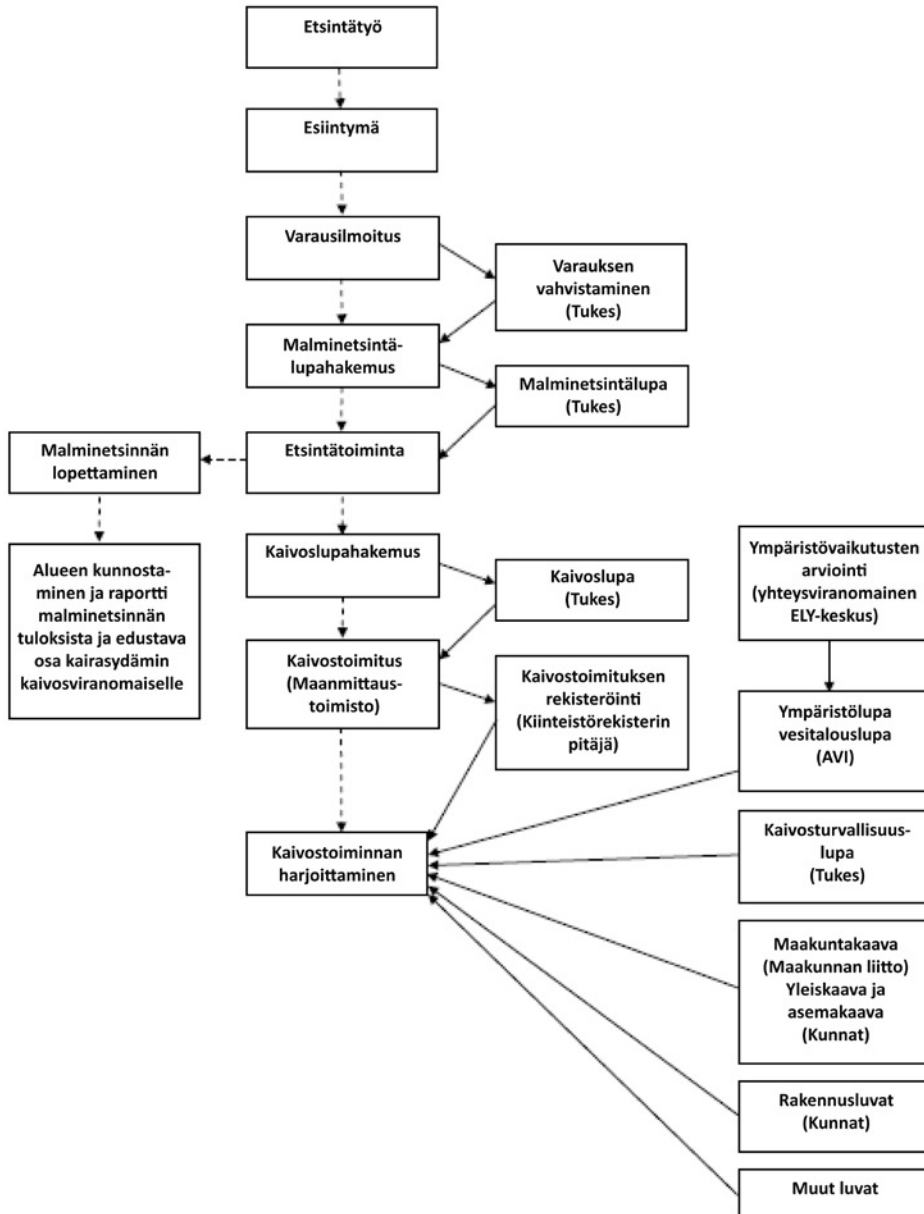 Etsintätyö
Esiintymä
Varausilmoitus
Varauksen
vahvistaminen
(Tukes)
Malminetsintä-
lupahakemus
Malminetsintälupa
(Tukes)
Malminetsinnän
lopettaminen
Etsintätoiminta
Alueen kunnosta-
minen ja raportti
malminetsinnän
tuloksista ja edustava
osa kairasydämin
kaivosviranomaiselle
Kaivoslupahakemus
Kaivoslupa
(Tukes)
Ympäristövaikutusten
arviointi
(yhteysviranomainen
ELY-keskus)
Kaivostoimitus
(Maanmittaus-
toimisto)
Kaivostoimituksen
rekisteröinti
(Kiinteistörekisterin
pitäjä)
Ympäristölupa
vesitalouslupa
(AVI)
Kaivostoiminnan
harjoittaminen
Kaivosturvallisuus-
lupa
(Tukes)
Maakuntakaava
(Maakunnan liitto)
Yleiskaava ja
asemakaava
(Kunnat)
Rakennusluvat
(Kunnat)
Muut luvat